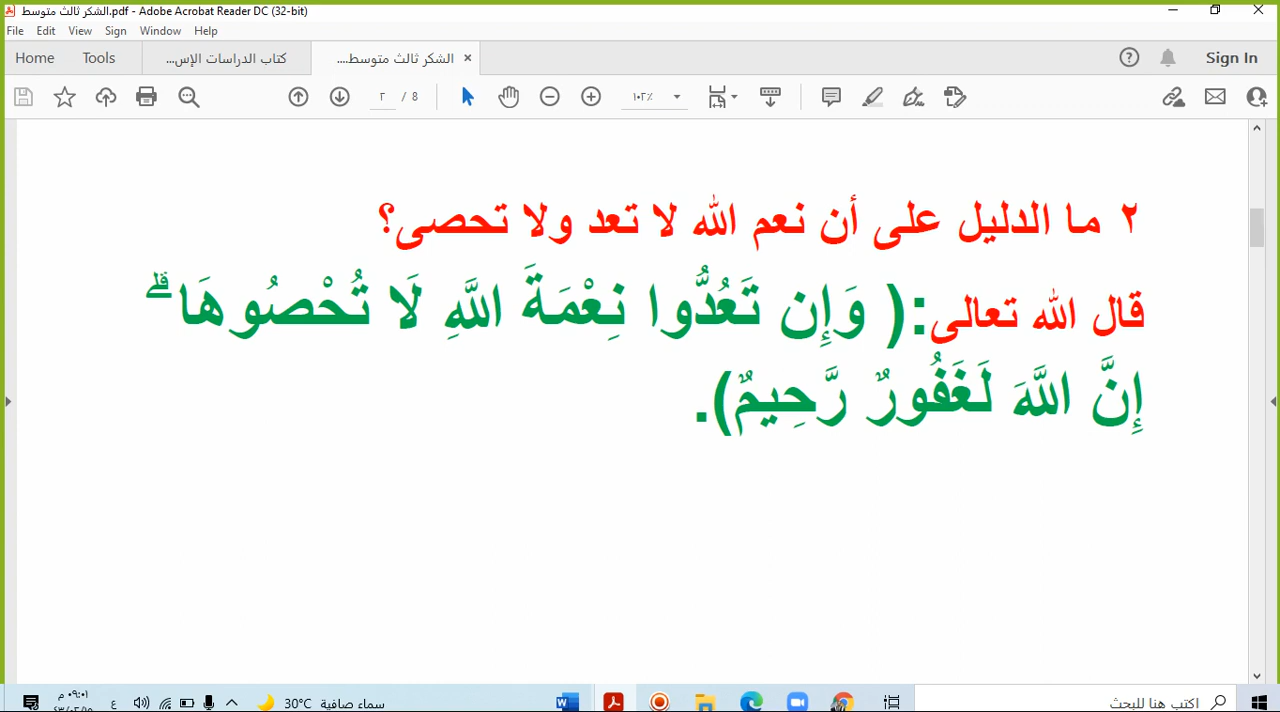 الشكر ثالث متوسط.pdf - Adobe Acrobat Reader DC (32-bit)
File Edit View Sign Window Help
Home Tools كتاب الدراسات الإس... الشكر ثالث متوسط.... × Sign In
٢ / 8 ١٠٢٪
٢ ما الدليل على أن نعم الله لا تعد ولا تحصى؟
قال الله تعالى:( وَإِن تَعُدُّوا نِعْمَةَ اللَّهِ لَا تُحْصُوهَا ۗ
إِنَّ اللَّهَ لَغَفُورٌ رَّحِيمٌ).
٠٩:٠١ م
ع 30°C سماء صافية اكتب هنا للبحث